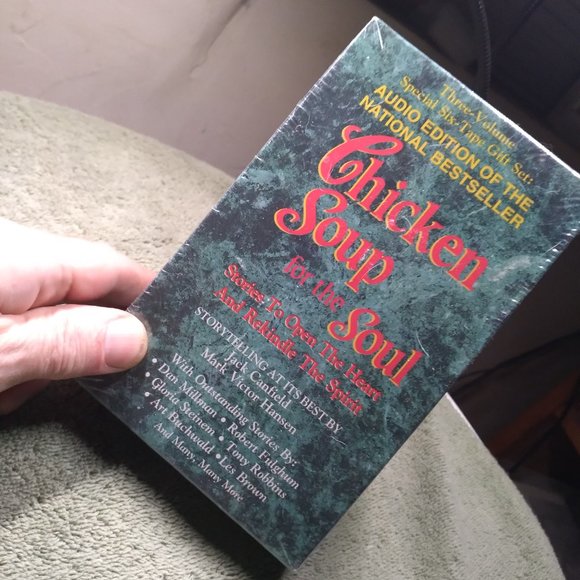 Three-Volume
Special Six-Tape Gift Set:
AUDIO EDITION OF THE
NATIONAL BESTSELLER
Chicken
Soup
for the
Soul
Stories To Open The Heart
And Rekindle The Spirit
STORYTELLING AT ITS BEST BY
Jack Canfield
Mark Victor Hansen
With Outstanding Stories By:
• Dan Millman • Robert Fulghum
• Gloria Steinem • Tony Robbins
• Art Buchwald • Les Brown
And Many, Many More